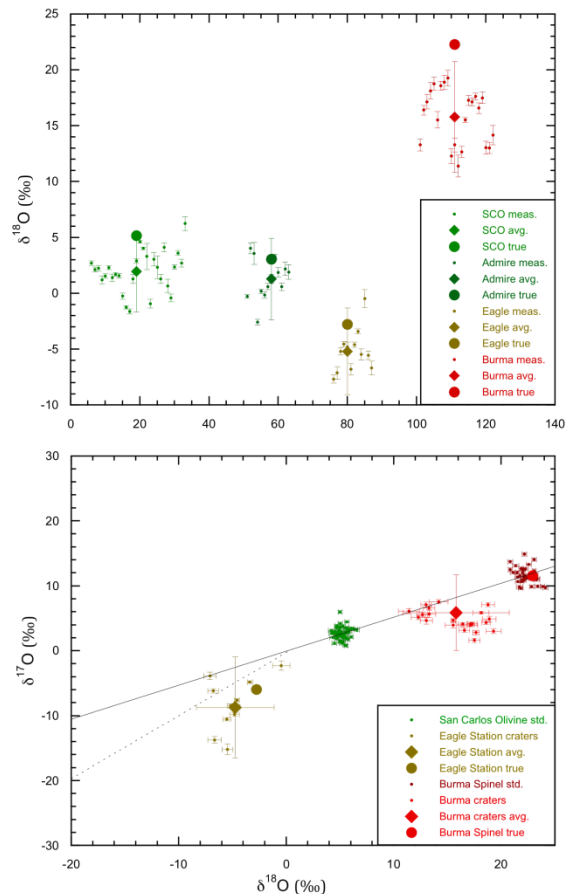 25
20
15
10
5
0
-5
-10
δ18O (‰)
0 20 40 60 80 100 120 140
SCO meas.
SCO avg.
SCO true
Admire meas.
Admire avg.
Admire true
Eagle meas.
Eagle avg.
Eagle true
Burma meas.
Burma avg.
Burma true
30
20
10
0
-10
-20
-30
δ17O (‰)
San Carlos Olivine std.
Eagle Station craters
Eagle Station avg.
Eagle Station true
Burma Spinel std.
Burma craters
Burma craters avg.
Burma Spinel true
-20 -10 0 10 20
δ18O (‰)